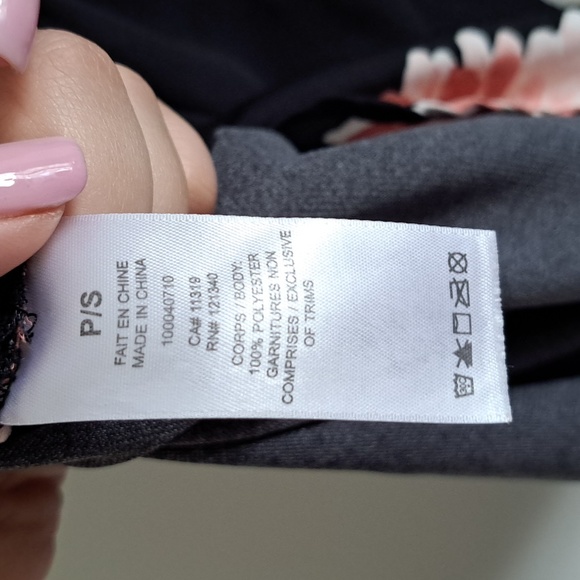 P/S
FAIT EN CHINE
MADE IN CHINA
100040710
CA# 11319
RN# 121340
CORPS / BODY:
100% POLYESTER
GARNITURES NON
COMPRISES / EXCLUSIVE
OF TRIMS